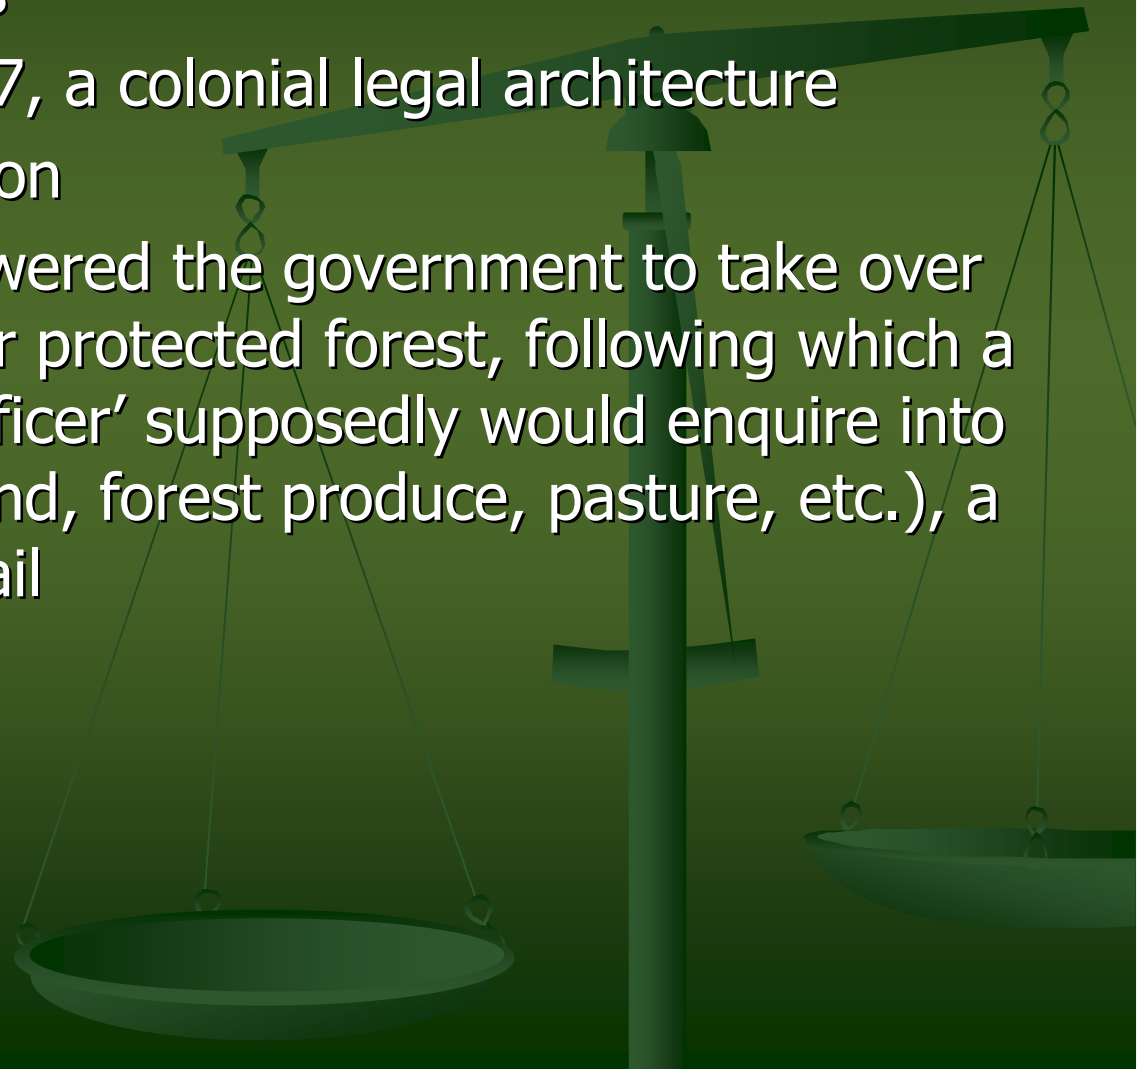 7, a colonial legal architecture
on
wered the government to take over
r protected forest, following which a
ficer’ supposedly would enquire into
nd, forest produce, pasture, etc.), a
ail